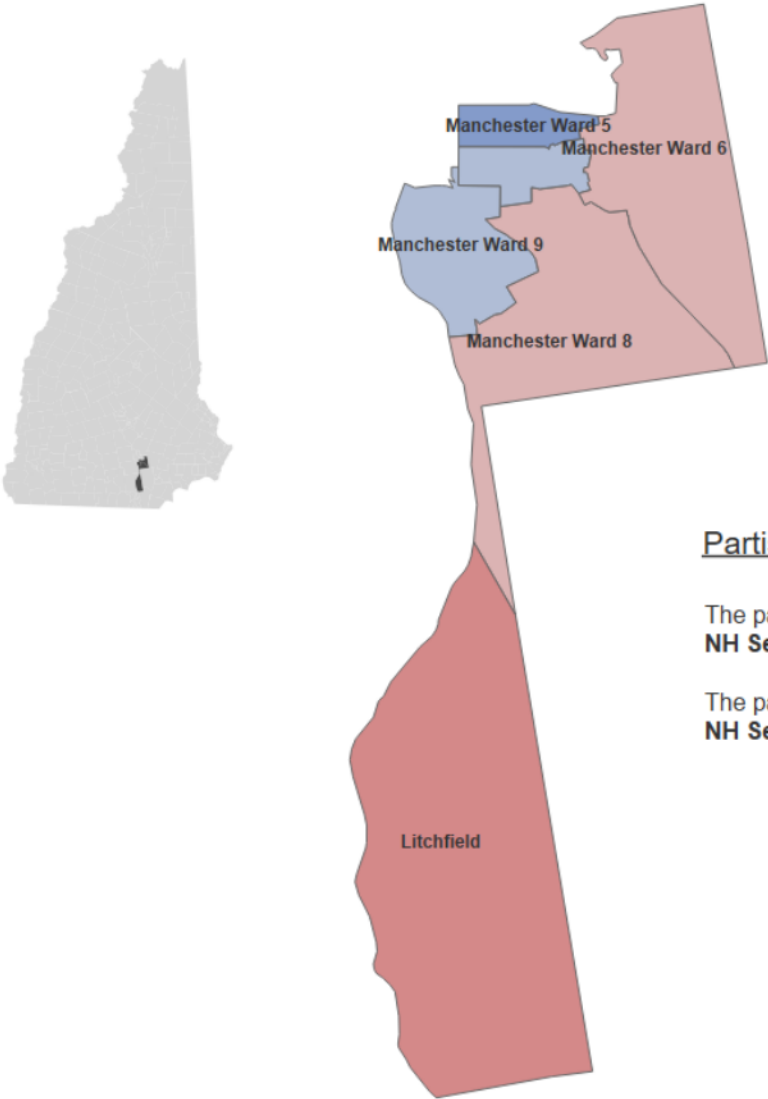 Manchester Ward 5
Manchester Ward 6
Manchester Ward 9
Manchester Ward 8
Parti
The pa
NH Se
The pa
NH Se
Litchfield